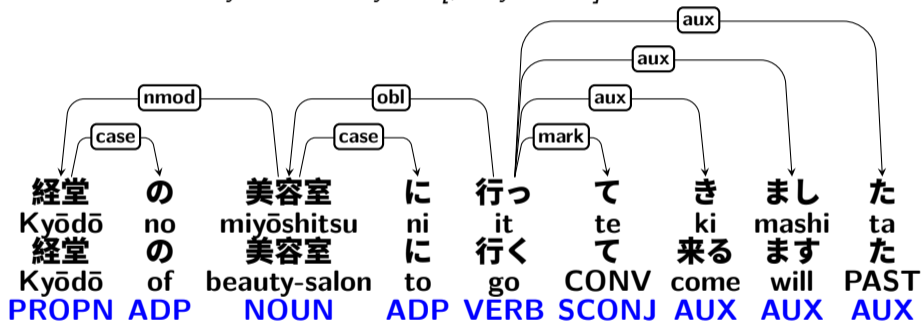 aux
aux
nmod obl aux
case case mark
経堂 の 美容室 に 行っ て き まし た
Kyōdō no miyōshitsu ni it te ki mashi ta
経堂 の 美容室 に 行く て 来る ます た
Kyōdō of beauty-salon to go CONV come will PAST
PROPN ADP NOUN ADP VERB SCONJ AUX AUX AUX